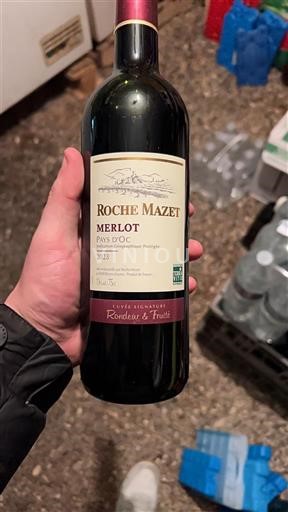 ROCHE MAZET
MERLOT
PAYS D'OC
Indication Géographique Protégée
2023
CUVÉE SIGNATURE
Rondeur & Fruité